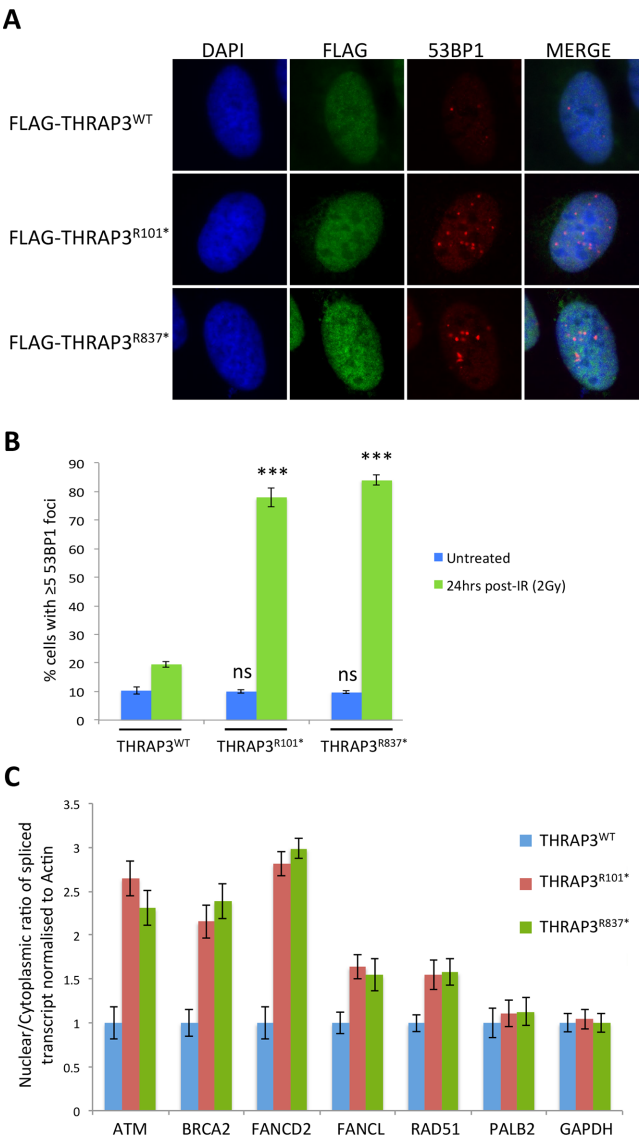 A
DAPI FLAG 53BP1 MERGE
FLAG-THRAP3WT
FLAG-THRAP3R101*
FLAG-THRAP3R837*
B
% cells with ≥5 53BP1 foci
90
80
70
60
50
40
30
20
10
0
***
***
ns
ns
Untreated
24hrs post-IR (2Gy)
THRAP3WT THRAP3R101* THRAP3R837*
C
Nuclear/Cytoplasmic ratio of spliced
transcript normalised to Actin
3.5
3
2.5
2
1.5
1
0.5
0
THRAP3WT
THRAP3R101*
THRAP3R837*
ATM BRCA2 FANCD2 FANCL RAD51 PALB2 GAPDH